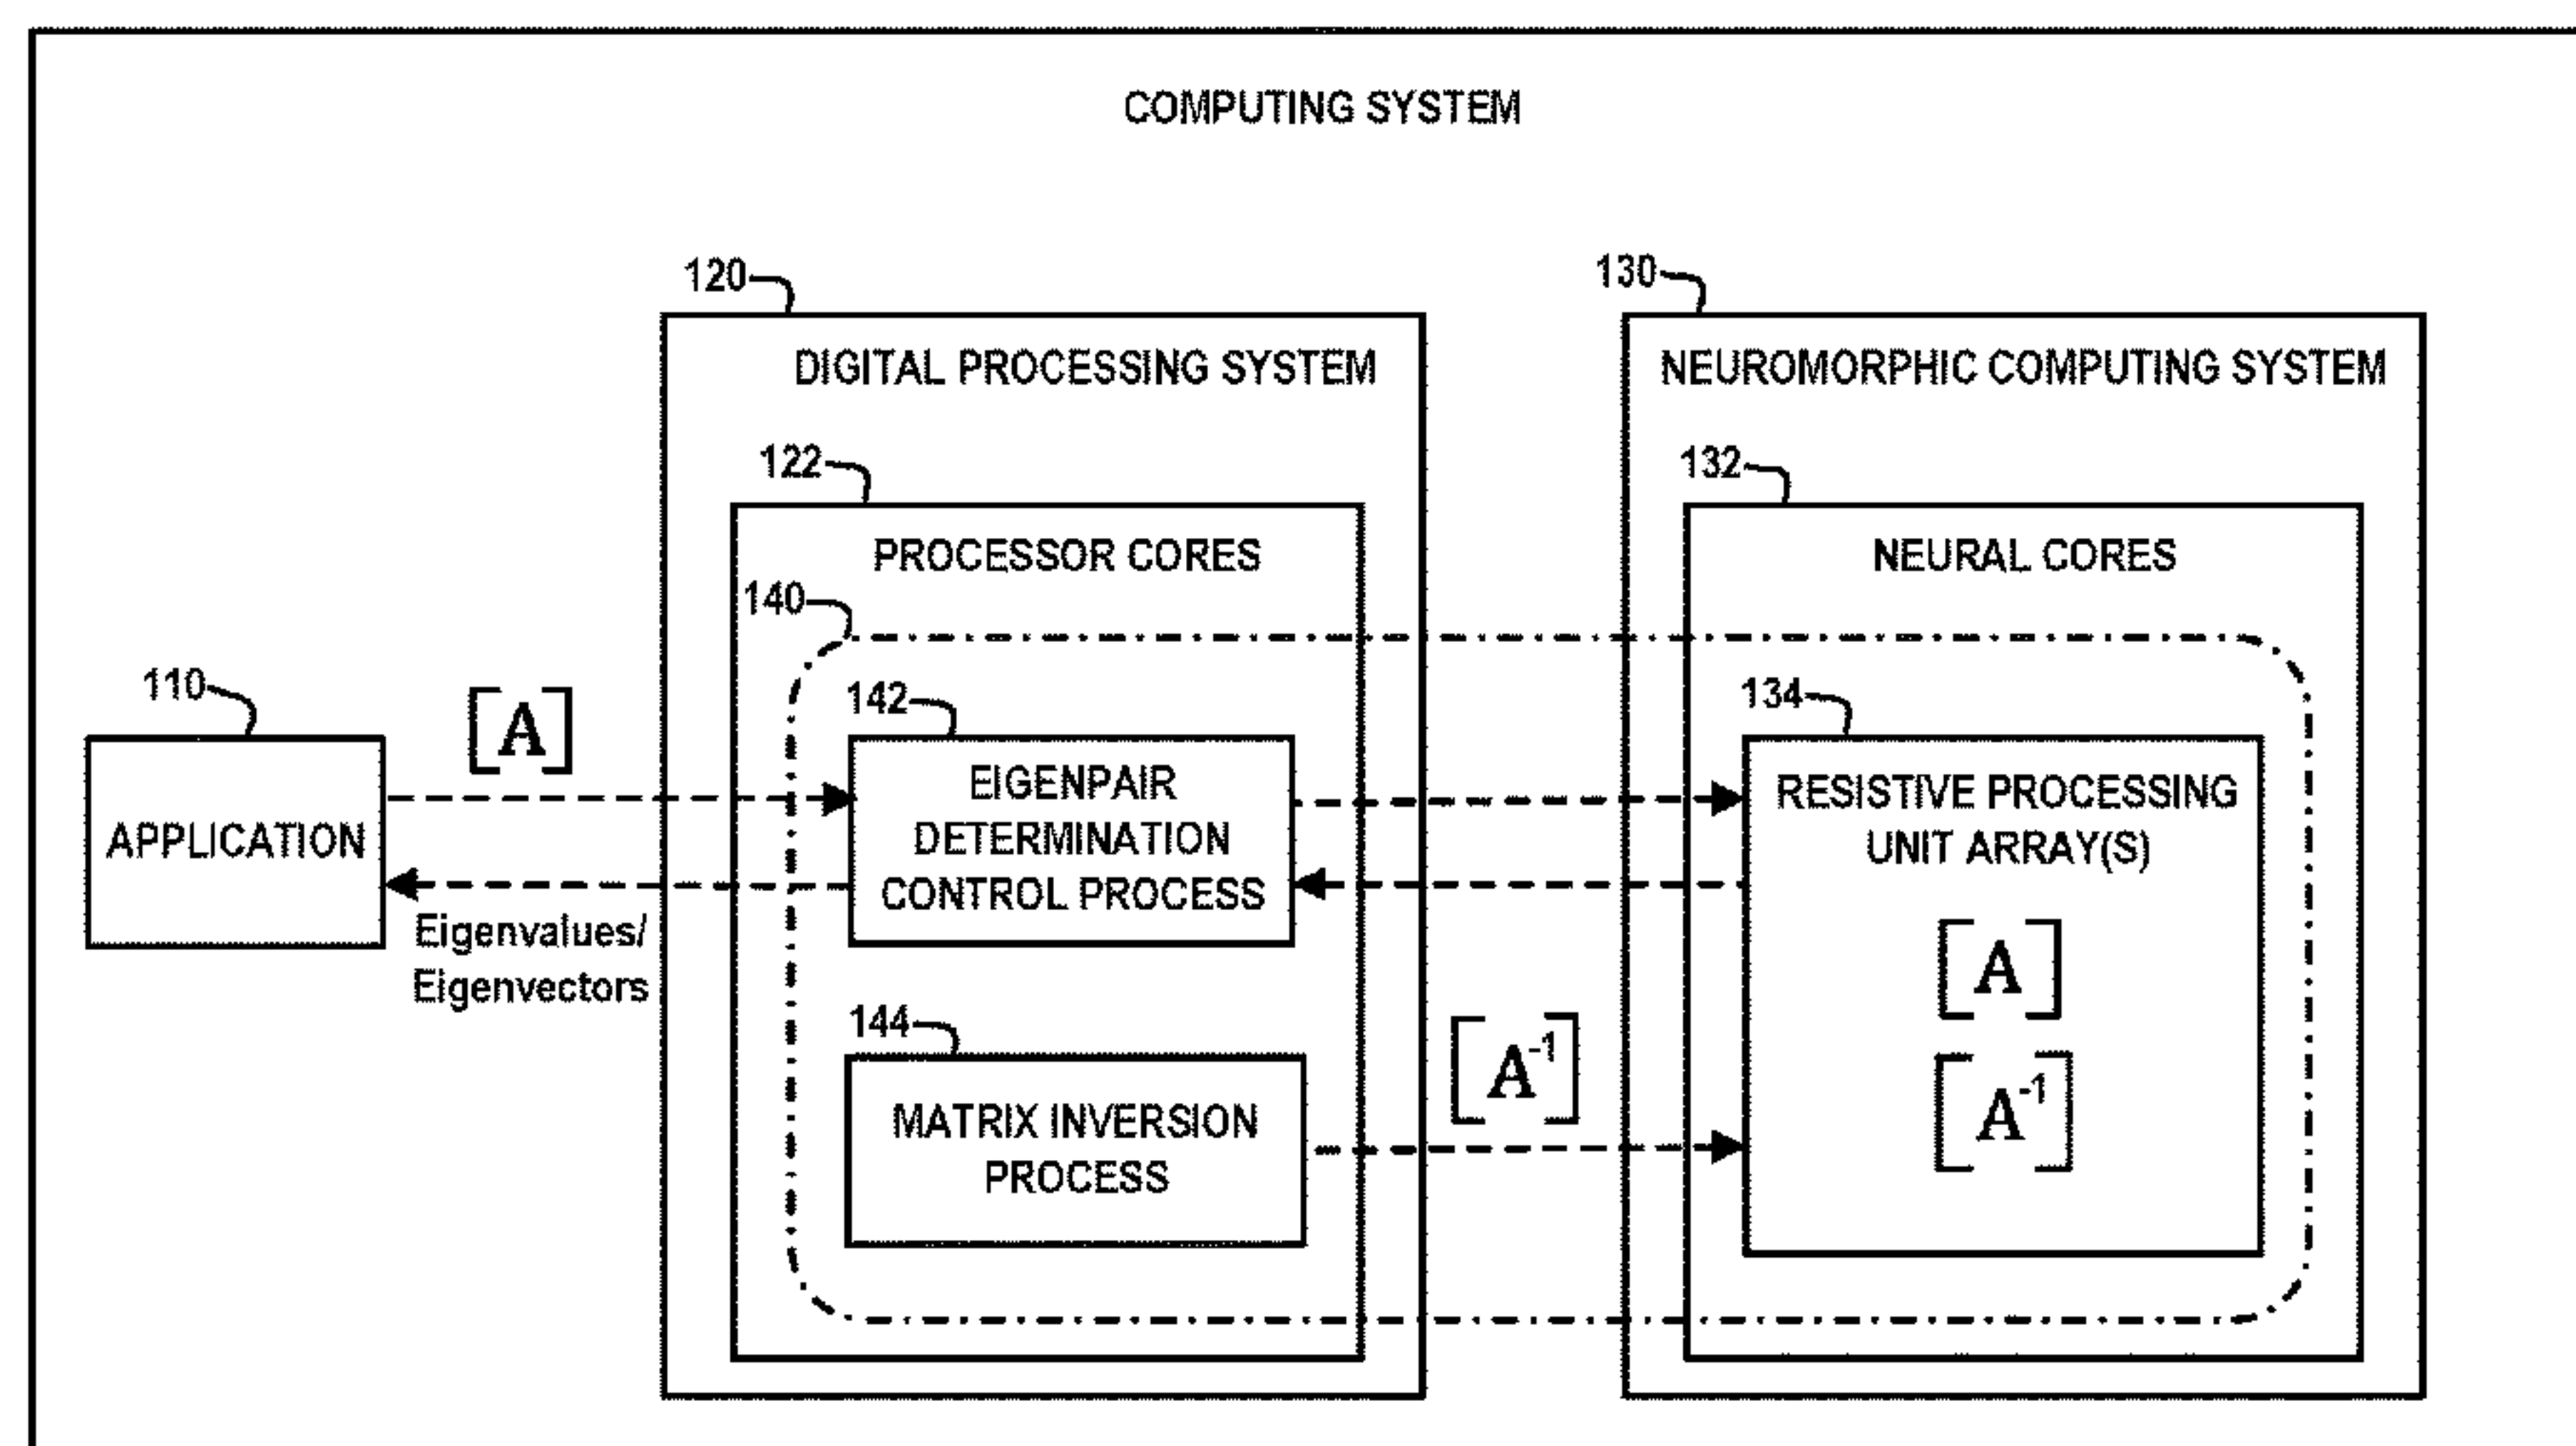 COMPUTING SYSTEM
120
130
DIGITAL PROCESSING SYSTEM
NEUROMORPHIC COMPUTING SYSTEM
122
132
PROCESSOR CORES
NEURAL CORES
140
110
[A]
142
134
APPLICATION
EIGENPAIR
DETERMINATION
CONTROL PROCESS
RESISTIVE PROCESSING
UNIT ARRAY(S)
Eigenvalues/
Eigenvectors
[A]
144
[A⁻¹]
[A⁻¹]
MATRIX INVERSION
PROCESS